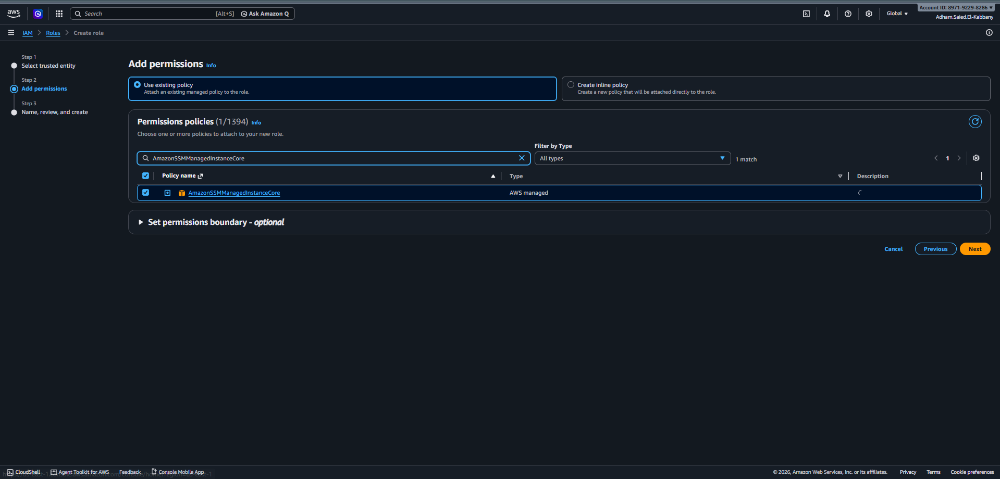 aws
Search [Alt+S] Ask Amazon Q
Global
Account ID: 8971-9229-8286
Adham.Saied.El-Kabbany
IAM > Roles > Create role
Step 1
Select trusted entity
Step 2
Add permissions
Step 3
Name, review, and create
Add permissions Info
Use existing policy
Attach an existing managed policy to the role.
Create inline policy
Create a new policy that will be attached directly to the role.
Permissions policies (1/1394) Info
Choose one or more policies to attach to your new role.
Filter by Type
AmazonSSMManagedInstanceCore
All types
1 match
1
Policy name
Type
Description
AmazonSSMManagedInstanceCore
AWS managed
Set permissions boundary - optional
Cancel
Previous
Next
CloudShell
Agent Toolkit for AWS
Feedback
Console Mobile App
© 2026, Amazon Web Services, Inc. or its affiliates.
Privacy
Terms
Cookie preferences